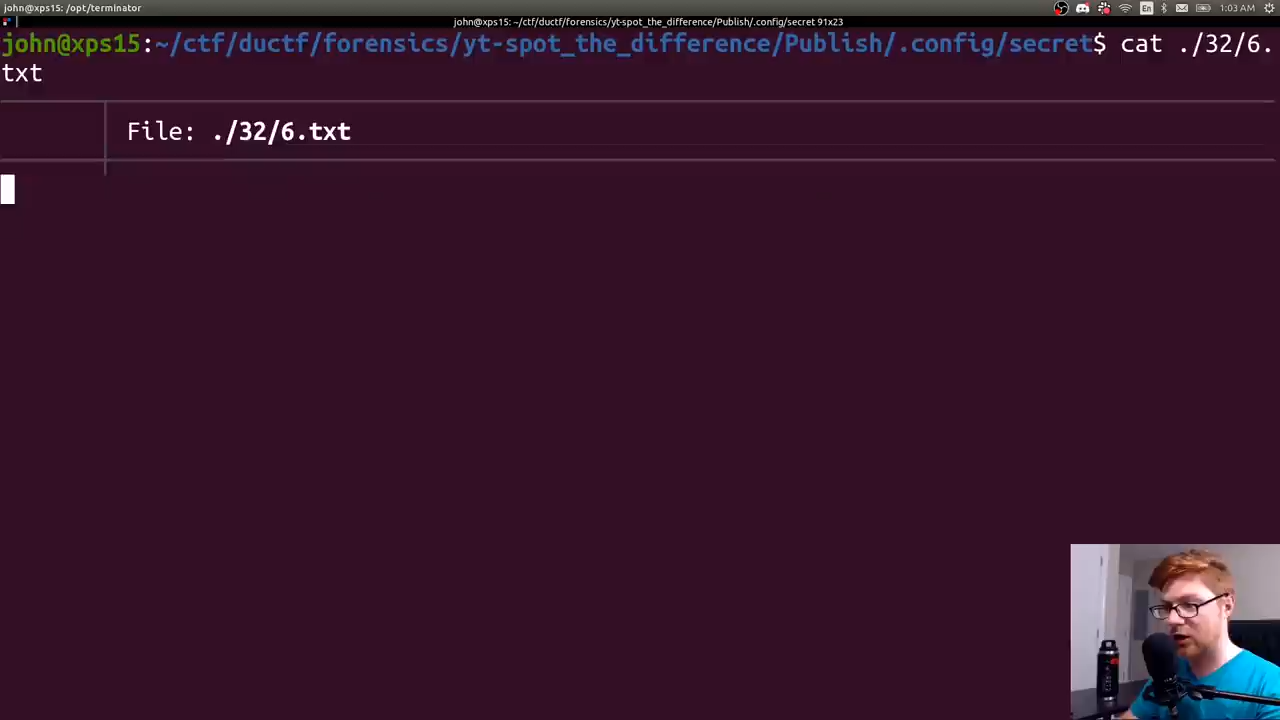 john@xps15: /opt/terminator
En
1:03 AM
john@xps15: ~/ctf/ductf/forensics/yt-spot_the_difference/Publish/.config/secret 91x23
john@xps15:~/ctf/ductf/forensics/yt-spot_the_difference/Publish/.config/secret$ cat ./32/6.
txt
File: ./32/6.txt